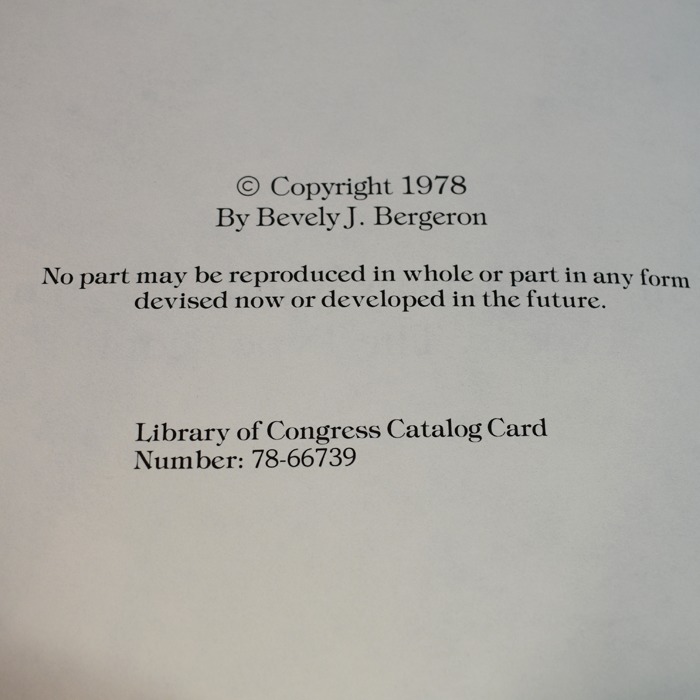 © Copyright 1978
By Bevely J. Bergeron
No part may be reproduced in whole or part in any form
devised now or developed in the future.
Library of Congress Catalog Card
Number: 78-66739